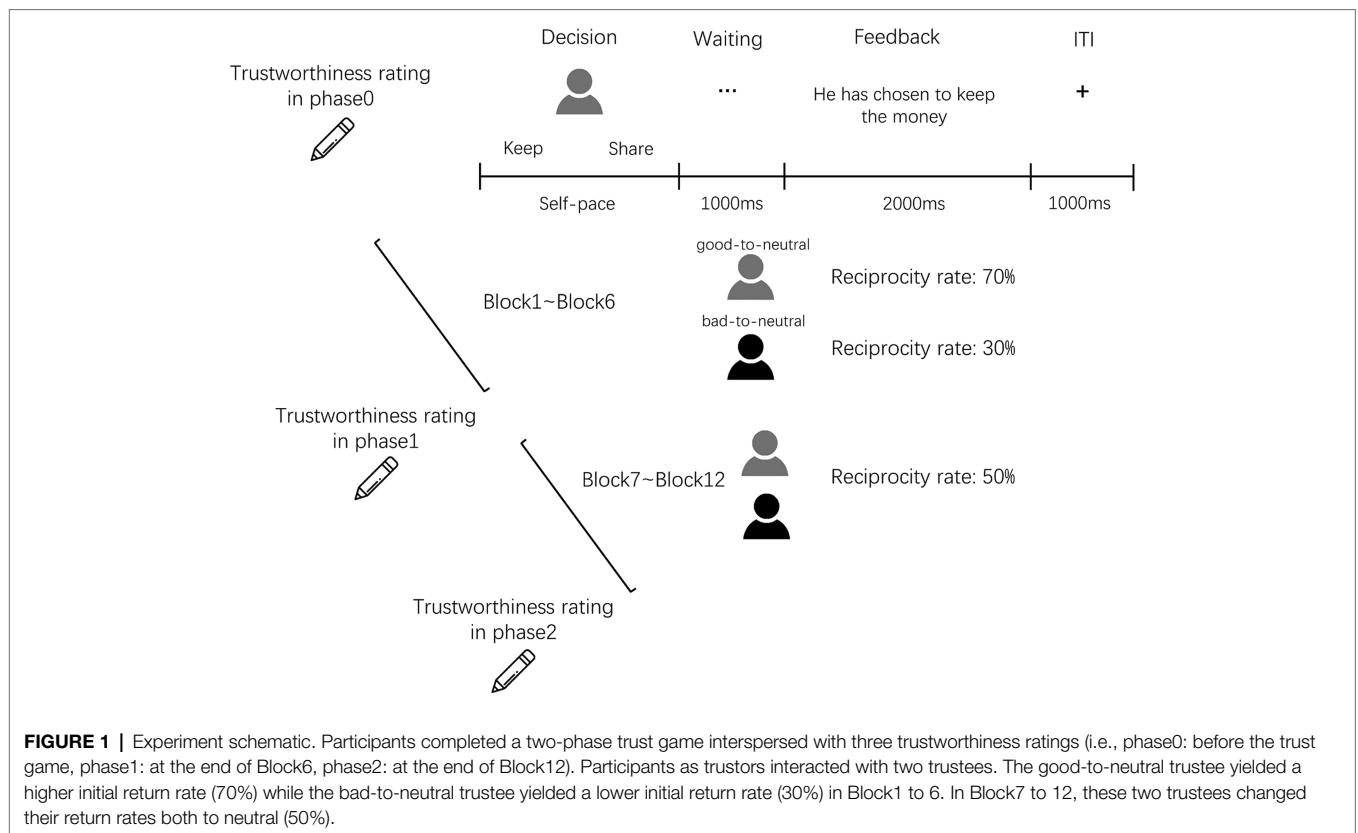 Decision Waiting Feedback ITI
Trustworthiness rating
in phase0
... He has chosen to keep +
the money
Keep Share
Self-pace 1000ms 2000ms 1000ms
good-to-neutral
Reciprocity rate: 70%
Block1~Block6
bad-to-neutral
Reciprocity rate: 30%
Trustworthiness rating
in phase1
Block7~Block12 Reciprocity rate: 50%
Trustworthiness rating
in phase2
FIGURE 1 | Experiment schematic. Participants completed a two-phase trust game interspersed with three trustworthiness ratings (i.e., phase0: before the trust
game, phase1: at the end of Block6, phase2: at the end of Block12). Participants as trustors interacted with two trustees. The good-to-neutral trustee yielded a
higher initial return rate (70%) while the bad-to-neutral trustee yielded a lower initial return rate (30%) in Block1 to 6. In Block7 to 12, these two trustees changed
their return rates both to neutral (50%).